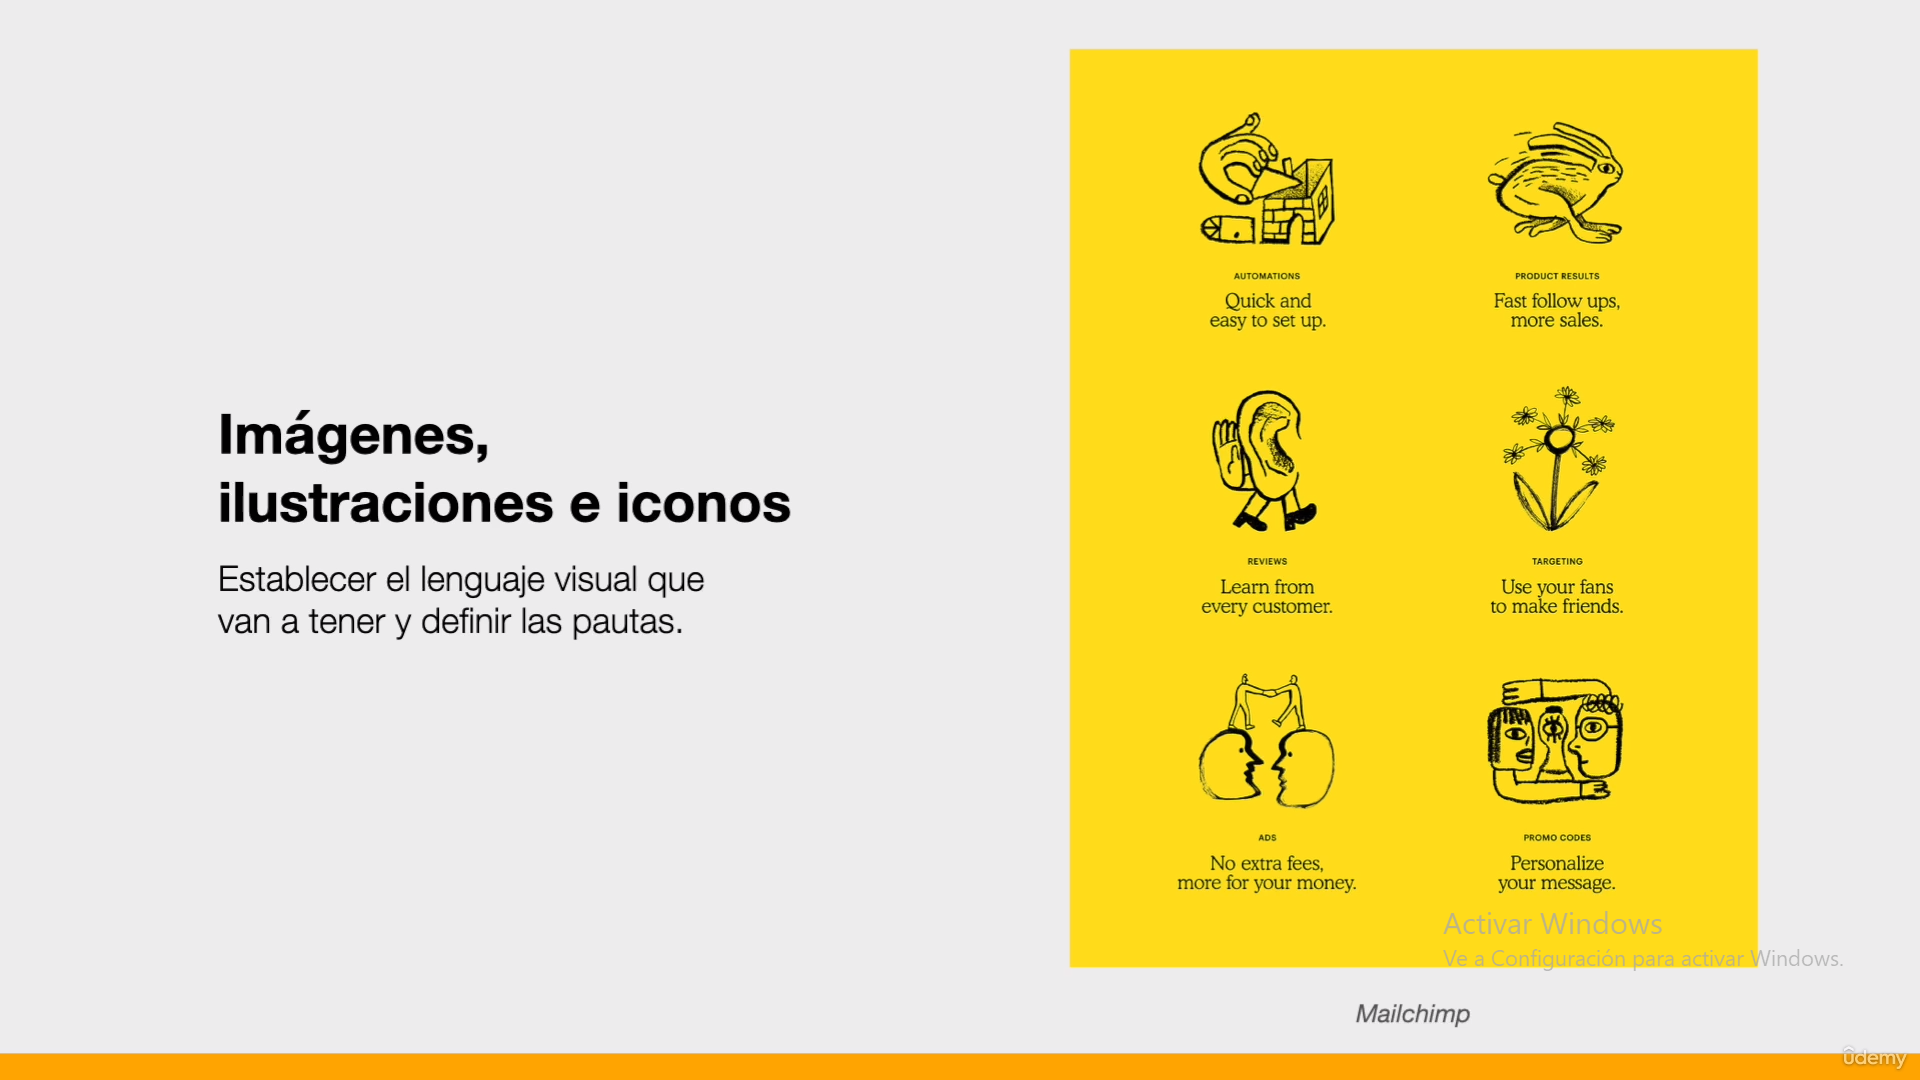 Imágenes,
ilustraciones e iconos
Establecer el lenguaje visual que
van a tener y definir las pautas.
AUTOMATIONS
Quick and
easy to set up.
PRODUCT RESULTS
Fast follow ups,
more sales.
REVIEWS
Learn from
every customer.
TARGETING
Use your fans
to make friends.
ADS
No extra fees,
more for your money.
PROMO CODES
Personalize
your message.
Activar Windows
Ve a Configuración para activar Windows.
Mailchimp
ûdemy